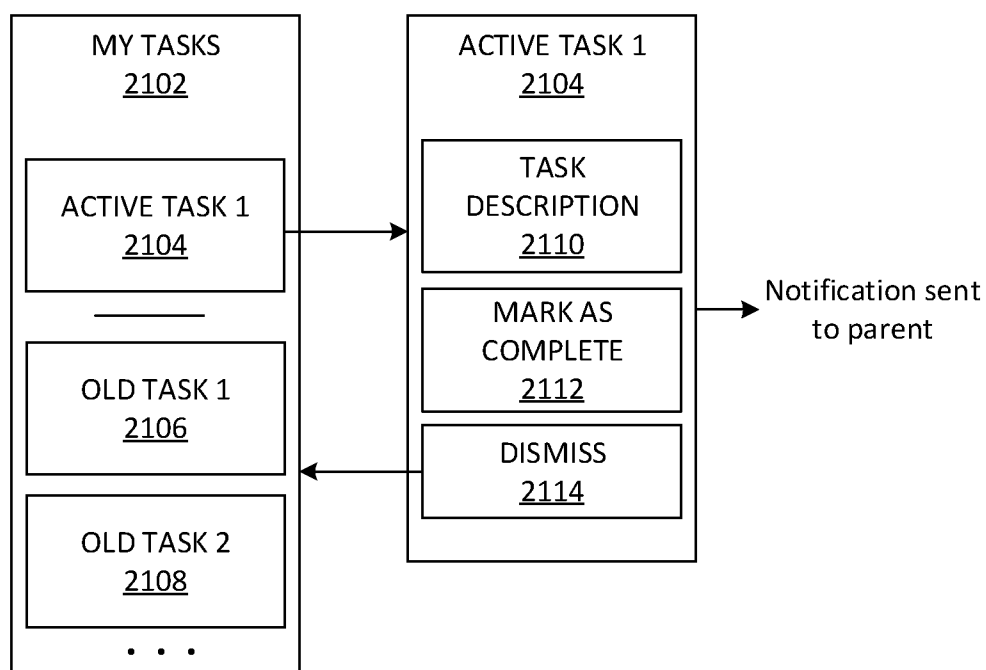 MY TASKS
2102
ACTIVE TASK 1
2104
OLD TASK 1
2106
OLD TASK 2
2108
. . .
ACTIVE TASK 1
2104
TASK
DESCRIPTION
2110
MARK AS
COMPLETE
2112
DISMISS
2114
Notification sent
to parent